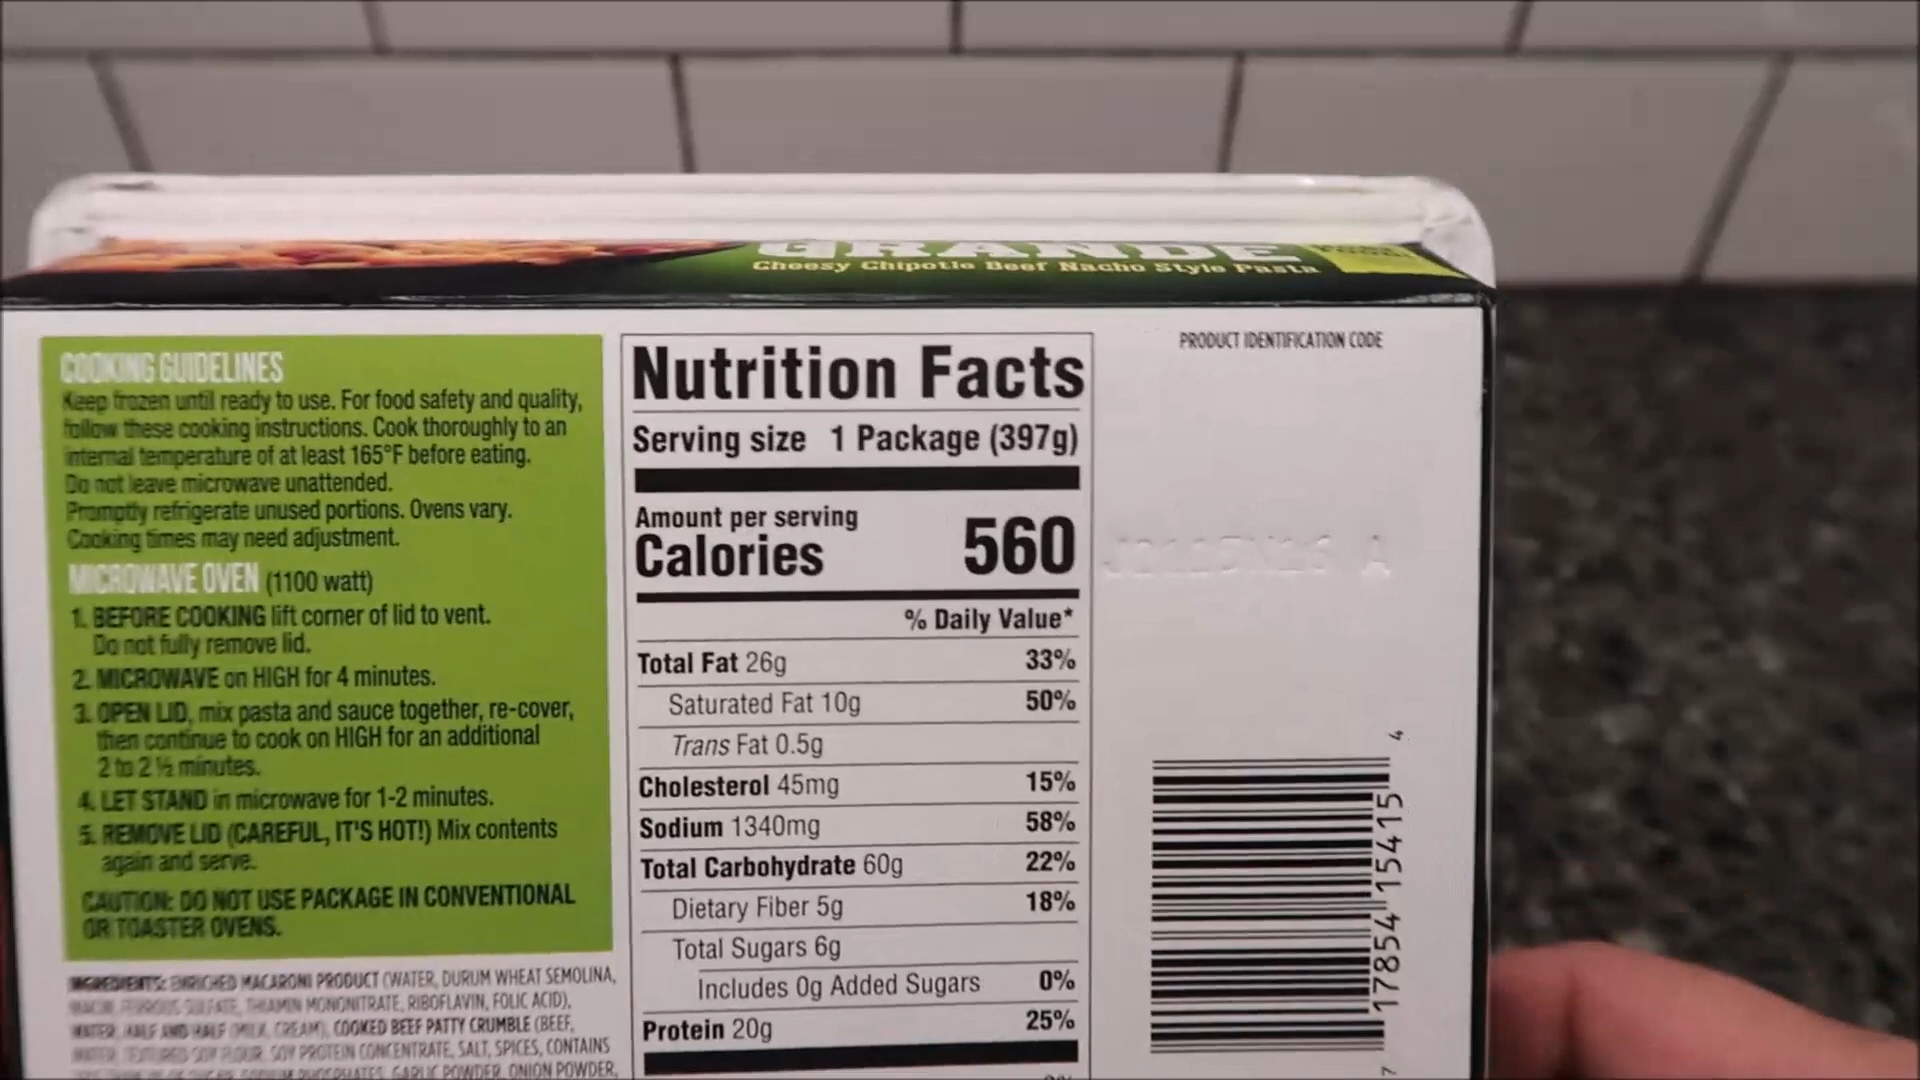 GRANDE
Cheesy Chipotle Beef Nacho Style Pasta
COOKING GUIDELINES
Keep frozen until ready to use. For food safety and quality,
follow these cooking instructions. Cook thoroughly to an
internal temperature of at least 165°F before eating.
Do not leave microwave unattended.
Promptly refrigerate unused portions. Ovens vary.
Cooking times may need adjustment.
MICROWAVE OVEN (1100 watt)
1. BEFORE COOKING lift corner of lid to vent.
Do not fully remove lid.
2. MICROWAVE on HIGH for 4 minutes.
3. OPEN LID, mix pasta and sauce together, re-cover,
then continue to cook on HIGH for an additional
2 to 2 ½ minutes.
4. LET STAND in microwave for 1-2 minutes.
5. REMOVE LID (CAREFUL, IT'S HOT!) Mix contents
again and serve.
CAUTION: DO NOT USE PACKAGE IN CONVENTIONAL
OR TOASTER OVENS.
INGREDIENTS: ENRICHED MACARONI PRODUCT (WATER, DURUM WHEAT SEMOLINA,
NIACIN, FERROUS SULFATE, THIAMIN MONONITRATE, RIBOFLAVIN, FOLIC ACID),
WATER, HALF AND HALF (MILK, CREAM), COOKED BEEF PATTY CRUMBLE (BEEF,
WATER, TEXTURED SOY FLOUR, SOY PROTEIN CONCENTRATE, SALT, SPICES, CONTAINS
SODIUM PHOSPHATES, GARLIC POWDER, ONION POWDER,
Nutrition Facts
Serving size 1 Package (397g)
Amount per serving
Calories 560
% Daily Value*
Total Fat 26g 33%
Saturated Fat 10g 50%
Trans Fat 0.5g
Cholesterol 45mg 15%
Sodium 1340mg 58%
Total Carbohydrate 60g 22%
Dietary Fiber 5g 18%
Total Sugars 6g
Includes 0g Added Sugars 0%
Protein 20g 25%
PRODUCT IDENTIFICATION CODE
7 17854 15415 4